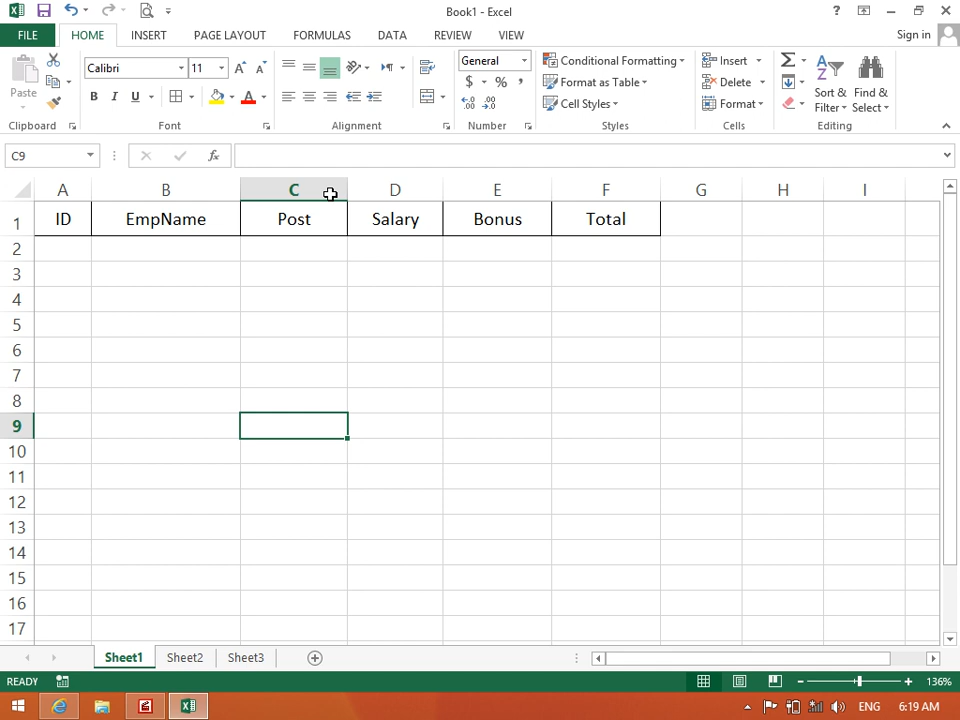 Book1 - Excel
?
FILE HOME INSERT PAGE LAYOUT FORMULAS DATA REVIEW VIEW Sign in
Paste
Calibri 11
General
Conditional Formatting
Insert
Σ
Format as Table
Delete
Sort & Filter
Find & Select
B I U
$ % ,
Cell Styles
Format
Clipboard Font Alignment Number Styles Cells Editing
C9 fx
A B C D E F G H I
1 ID EmpName Post Salary Bonus Total
2
3
4
5
6
7
8
9
10
11
12
13
14
15
16
17
Sheet1 Sheet2 Sheet3
READY 136%
ENG 6:19 AM